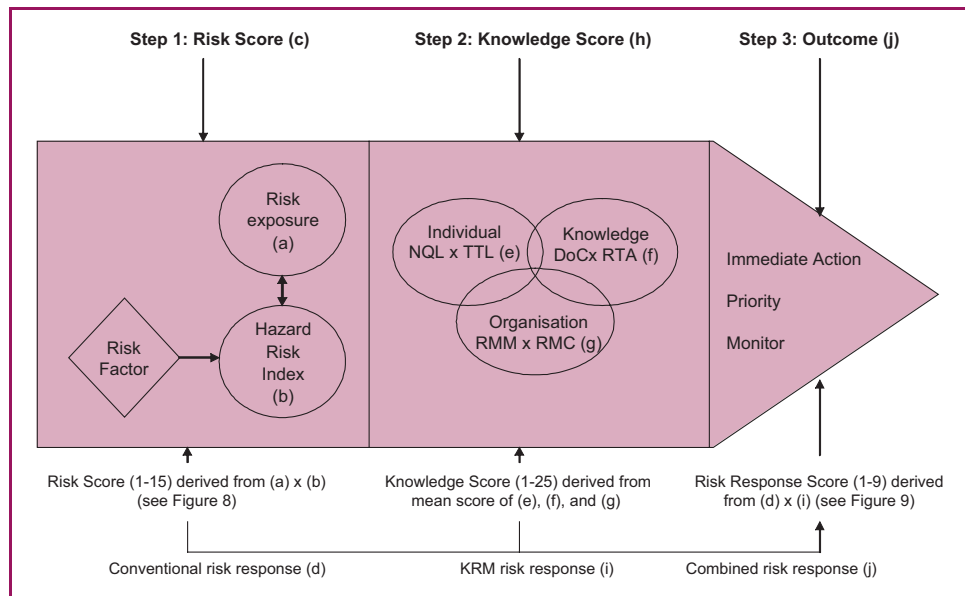 Step 1: Risk Score (c)
Step 2: Knowledge Score (h)
Step 3: Outcome (j)
Risk
exposure
(a)
Risk
Factor
Hazard
Risk
Index
(b)
Individual
NQL x TTL (e)
Knowledge
DoCx RTA (f)
Organisation
RMM x RMC (g)
Immediate Action
Priority
Monitor
Risk Score (1-15) derived from (a) x (b)
(see Figure 8)
Knowledge Score (1-25) derived from
mean score of (e), (f), and (g)
Risk Response Score (1-9) derived
from (d) x (i) (see Figure 9)
Conventional risk response (d)
KRM risk response (i)
Combined risk response (j)